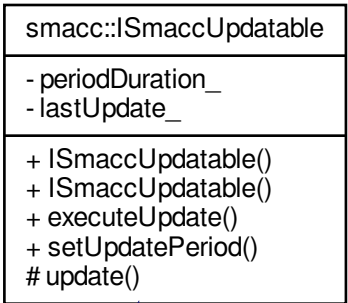 smacc::ISmaccUpdatable
- periodDuration_
- lastUpdate_
+ ISmaccUpdatable()
+ ISmaccUpdatable()
+ executeUpdate()
+ setUpdatePeriod()
# update()